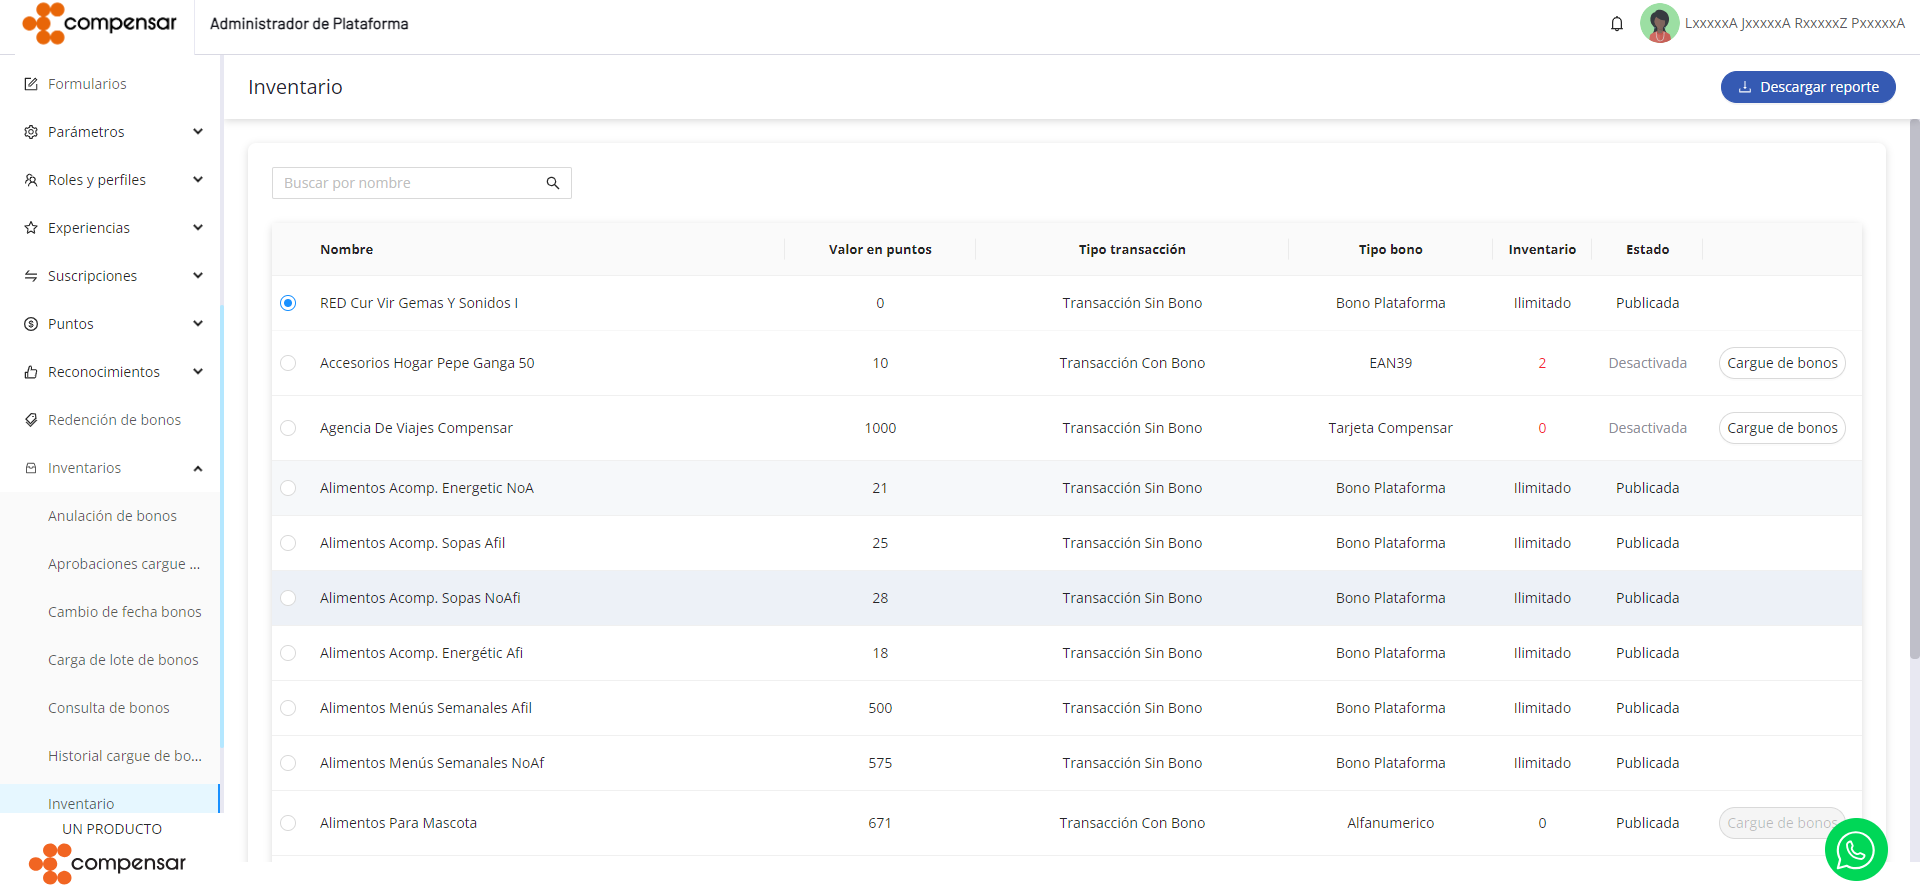 compensar
Administrador de Plataforma
LxxxxxA JxxxxxA RxxxxxZ PxxxxxA
Formularios
Parámetros
Roles y perfiles
Experiencias
Suscripciones
Puntos
Reconocimientos
Redención de bonos
Inventarios
Anulación de bonos
Aprobaciones cargue ...
Cambio de fecha bonos
Carga de lote de bonos
Consulta de bonos
Historial cargue de bo...
Inventario
UN PRODUCTO
compensar
Inventario
Descargar reporte
Buscar por nombre
Nombre Valor en puntos Tipo transacción Tipo bono Inventario Estado
RED Cur Vir Gemas Y Sonidos I 0 Transacción Sin Bono Bono Plataforma Ilimitado Publicada
Accesorios Hogar Pepe Ganga 50 10 Transacción Con Bono EAN39 2 Desactivada Cargue de bonos
Agencia De Viajes Compensar 1000 Transacción Sin Bono Tarjeta Compensar 0 Desactivada Cargue de bonos
Alimentos Acomp. Energetic NoA 21 Transacción Sin Bono Bono Plataforma Ilimitado Publicada
Alimentos Acomp. Sopas Afil 25 Transacción Sin Bono Bono Plataforma Ilimitado Publicada
Alimentos Acomp. Sopas NoAfi 28 Transacción Sin Bono Bono Plataforma Ilimitado Publicada
Alimentos Acomp. Energétic Afi 18 Transacción Sin Bono Bono Plataforma Ilimitado Publicada
Alimentos Menús Semanales Afil 500 Transacción Sin Bono Bono Plataforma Ilimitado Publicada
Alimentos Menús Semanales NoAf 575 Transacción Sin Bono Bono Plataforma Ilimitado Publicada
Alimentos Para Mascota 671 Transacción Con Bono Alfanumerico 0 Publicada Cargue de bonos